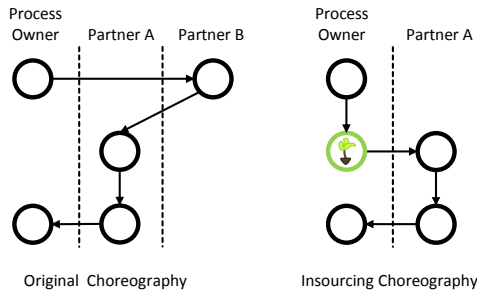 Process
Owner
Partner A
Partner B
Process
Owner
Partner A
Original Choreography
Insourcing Choreography